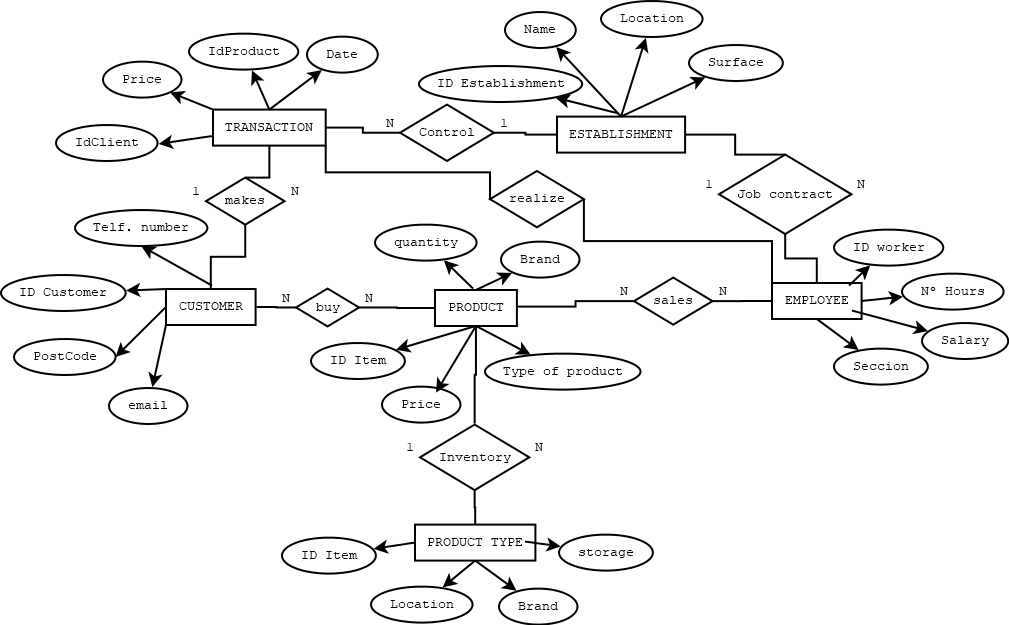 Location
Name
IdProduct
Date
Surface
Price
ID Establishment
TRANSACTION
N
Control
1
ESTABLISHMENT
IdClient
1
makes
N
realize
1
Job contract
N
Telf. number
quantity
Brand
ID worker
ID Customer
CUSTOMER
N
buy
N
PRODUCT
N
sales
N
EMPLOYEE
Nº Hours
Salary
PostCode
ID Item
Type of product
Seccion
email
Price
1
Inventory
N
ID Item
PRODUCT TYPE
storage
Location
Brand